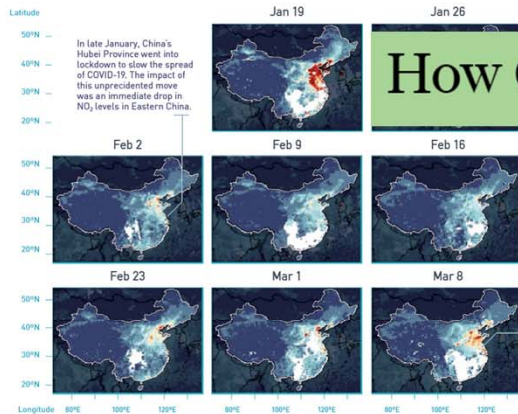 Latitude
Jan 19
Jan 26
50°N
40°N
30°N
20°N
In late January, China's
Hubei Province went into
lockdown to slow the spread
of COVID-19. The impact of
this unprecidented move
was an immediate drop in
NO₂ levels in Eastern China.
How
Feb 2
Feb 9
Feb 16
50°N
40°N
30°N
20°N
Feb 23
Mar 1
Mar 8
50°N
40°N
30°N
20°N
Longitude
80°E
100°E
120°E
80°E
100°E
120°E
80°E
100°E
120°E